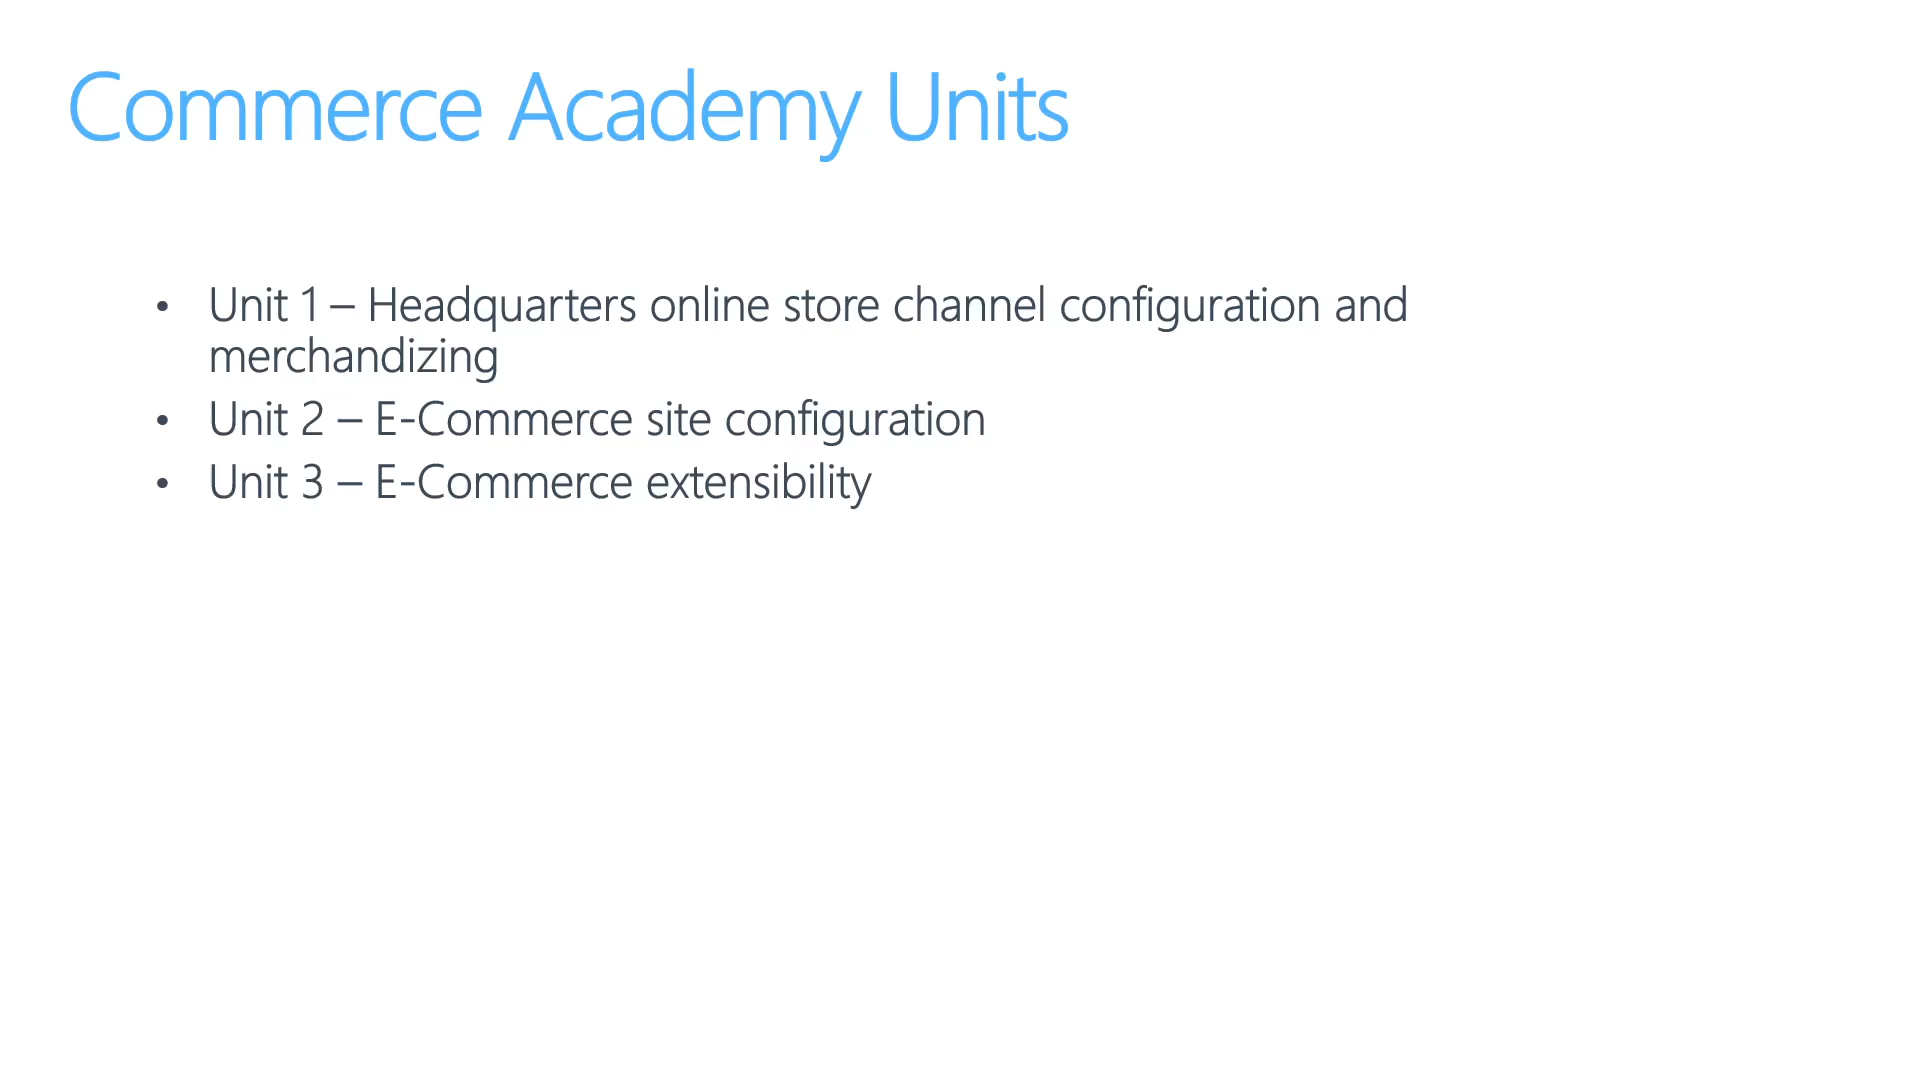 Commerce Academy Units
• Unit 1 – Headquarters online store channel configuration and
merchandizing
• Unit 2 – E-Commerce site configuration
• Unit 3 – E-Commerce extensibility